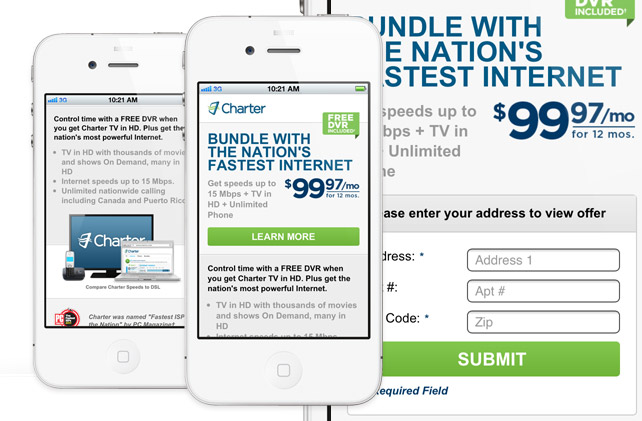 3G
10:21 AM
Control time with a FREE DVR when
you get Charter TV in HD. Plus get the
nation's most powerful Internet.
TV in HD with thousands of movies
and shows On Demand, many in
HD
Internet speeds up to 15 Mbps.
Unlimited nationwide calling
including Canada and Puerto Rico
Charter
Compare Charter Speeds to DSL
PC
Charter was named "Fastest ISP
the Nation" by PC Magazine
3G
10:21 AM
Charter
FREE
DVR
INCLUDED!
BUNDLE WITH
THE NATION'S
FASTEST INTERNET
Get speeds up to
15 Mbps + TV in
HD + Unlimited
Phone
$99 97/mo
for 12 mos.
LEARN MORE
Control time with a FREE DVR when
you get Charter TV in HD. Plus get the
nation's most powerful Internet.
TV in HD with thousands of movies
and shows On Demand, many in
HD
Internet speeds up to 15 Mbps
DVR
INCLUDED!
UNDLE WITH
E NATION'S
ASTEST INTERNET
speeds up to
bps + TV in
Unlimited
ne
$99 97/mo
for 12 mos.
ase enter your address to view offer
dress: *
Address 1
#:
Apt #
Code: *
Zip
SUBMIT
equired Field